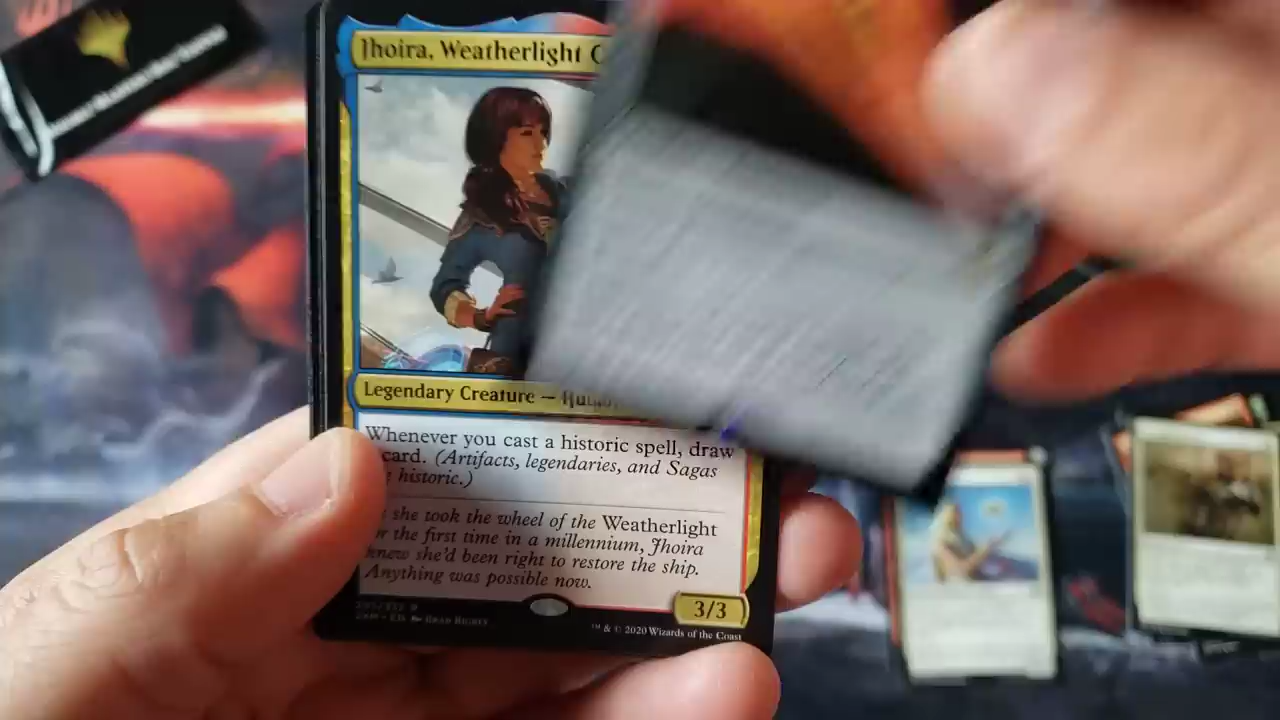 Jhoira, Weatherlight C
Legendary Creature — Hum
Whenever you cast a historic spell, draw
card. (Artifacts, legendaries, and Sagas
historic.)
she took the wheel of the Weatherlight
r the first time in a millennium, Jhoira
knew she'd been right to restore the ship.
Anything was possible now.
3/3
™ & © 2020 Wizards of the Coast